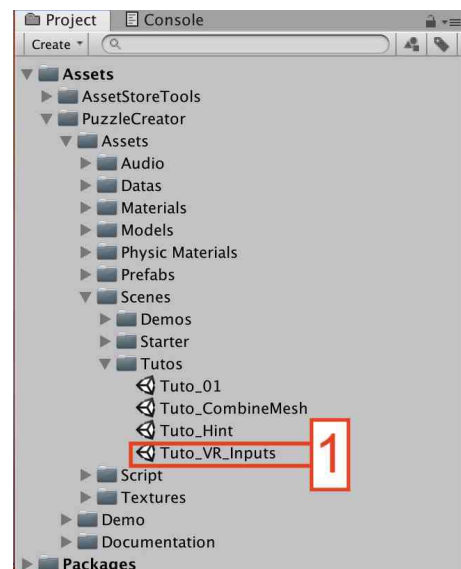 Project Console
Create
Assets
AssetStoreTools
PuzzleCreator
Assets
Audio
Datas
Materials
Models
Physic Materials
Prefabs
Scenes
Demos
Starter
Tutos
Tuto_01
Tuto_CombineMesh
Tuto_Hint
Tuto_VR_Inputs 1
Script
Textures
Demo
Documentation
Packages